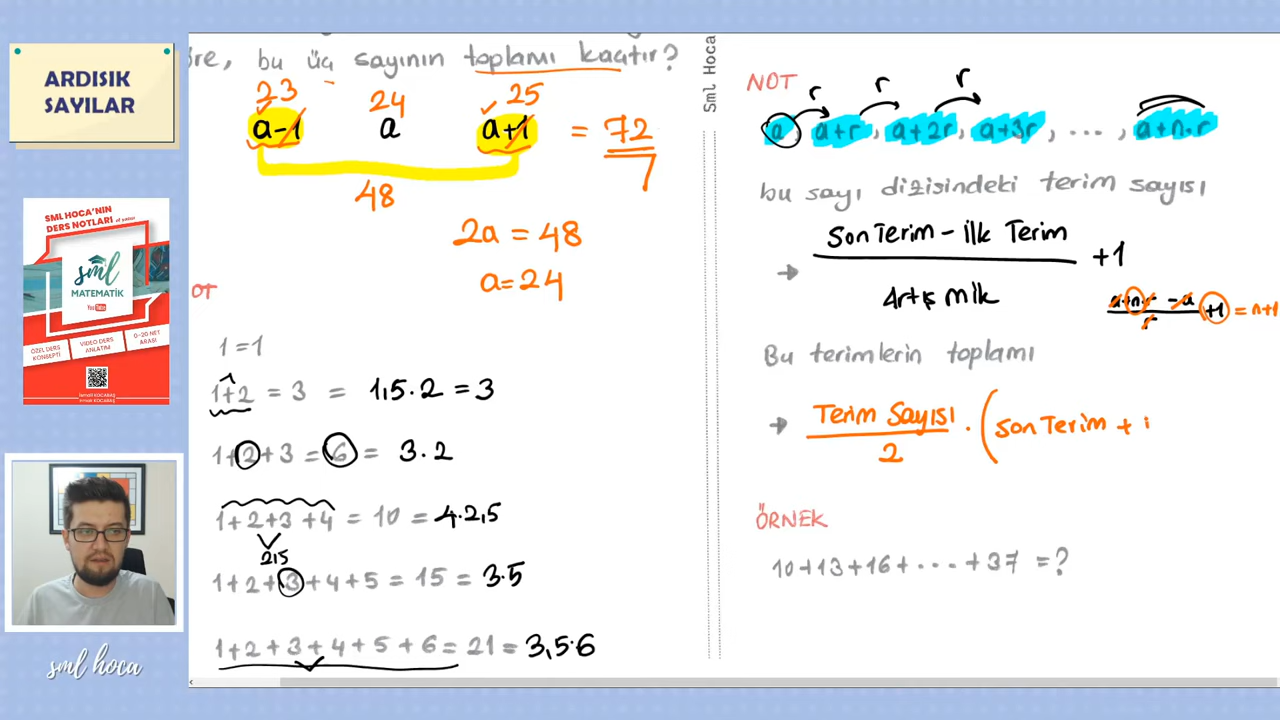 ARDISIK
SAYILAR
SML HOCA'NIN
DERS NOTLARI
sml
MATEMATİK
YouTube
ÖZEL DERS
KONSEPTİ
VİDEO DERS
ANLATIM
0-20 NET
ARASI
sml hoca
bu üç sayının toplamı kaçtır?
23 24 25
a-1 a a+1 = 72
48
2a = 48
a=24
OT
1=1
1+2 = 3 = 1,5·2 = 3
1+2+3 = 6 = 3·2
1+2+3+4 = 10 = 4·2,5
2,5
1+2+3+4+5 = 15 = 3·5
1+2+3+4+5+6 = 21 = 3,5·6
Sml Hoca
NOT
r r r
a, a+r, a+2r, a+3r, ..., a+n·r
bu sayı dizisindeki terim sayısı
→ Son Terim - ilk Terim +1
Artış mik
a+n·r -a +1 = n+1
r
Bu terimlerin toplamı
→ Terim Sayısı · (Son Terim + i
2
ÖRNEK
10+13+16+...+37 =?